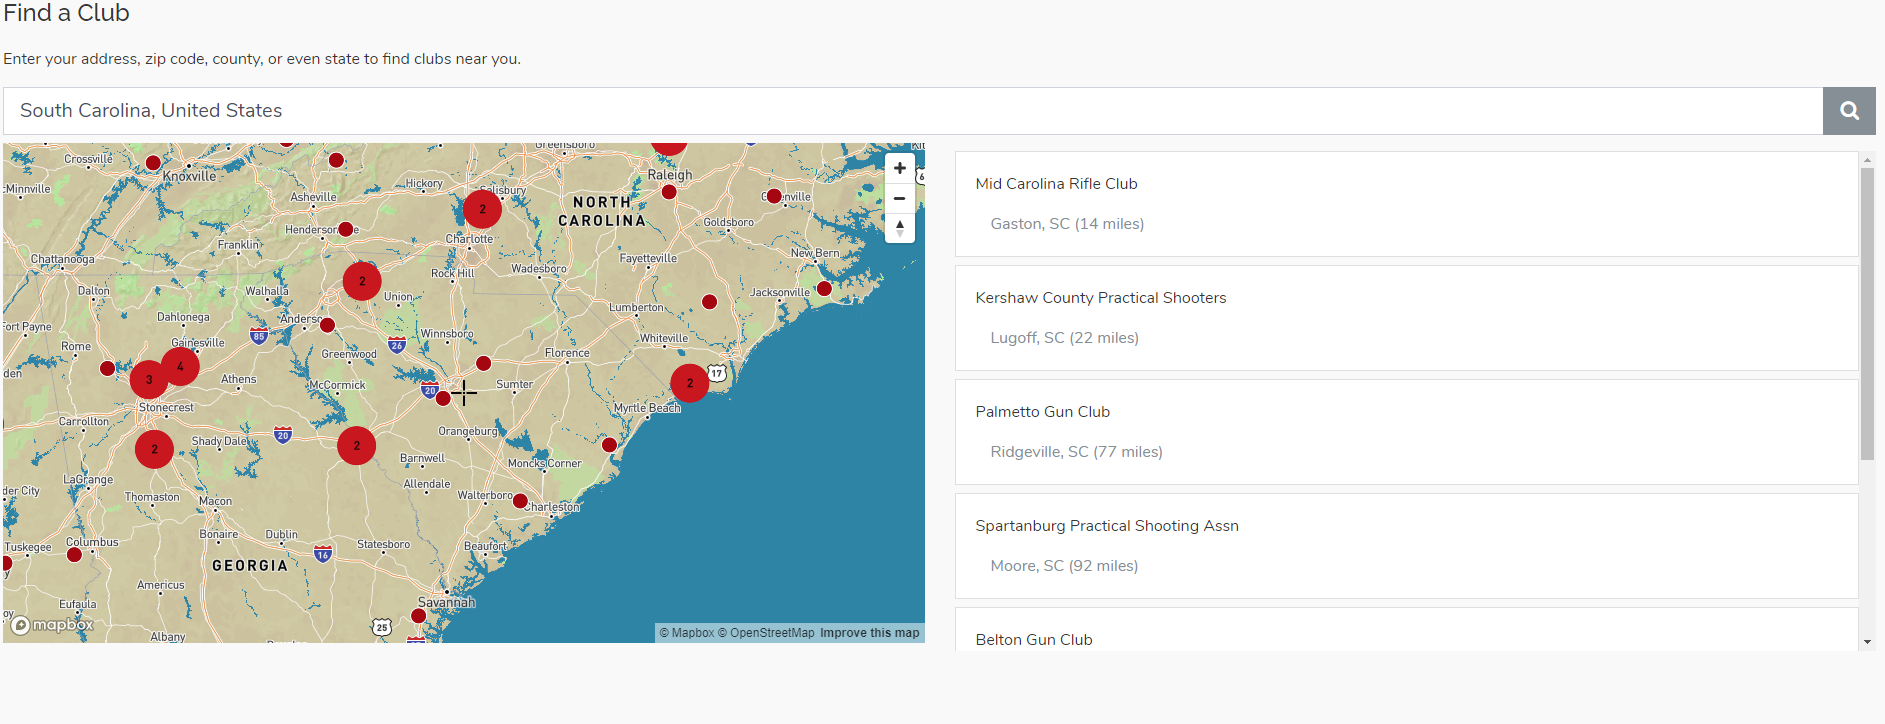 Find a Club
Enter your address, zip code, county, or even state to find clubs near you.
South Carolina, United States
Crossville
Greensboro
Knoxville
Raleigh
McMinnville
Hickory
Salisbury
Asheville
NORTH
CAROLINA
2
Goldsboro
Franklin
Charlotte
Chattanooga
Fayetteville
New Bern
Rock Hill
Wadesboro
Dalton
Walhalla
2
Union
Jacksonville
Lumberton
Dahlonega
Fort Payne
85
Winnsboro
Whiteville
Rome
Gainesville
26
Greenwood
Florence
4
3
Athens
McCormick
20
Sumter
2
17
Stonecrest
Myrtle Beach
Carrollton
Shady Dale
20
2
Orangeburg
2
Barnwell
Moncks Corner
LaGrange
Allendale
Thomaston
Macon
Walterboro
Charleston
Bonaire
Dublin
Tuskegee
Columbus
16
Statesboro
Beaufort
GEORGIA
Americus
Eufaula
Savannah
25
Albany
mapbox
© Mapbox © OpenStreetMap Improve this map
Mid Carolina Rifle Club
Gaston, SC (14 miles)
Kershaw County Practical Shooters
Lugoff, SC (22 miles)
Palmetto Gun Club
Ridgeville, SC (77 miles)
Spartanburg Practical Shooting Assn
Moore, SC (92 miles)
Belton Gun Club